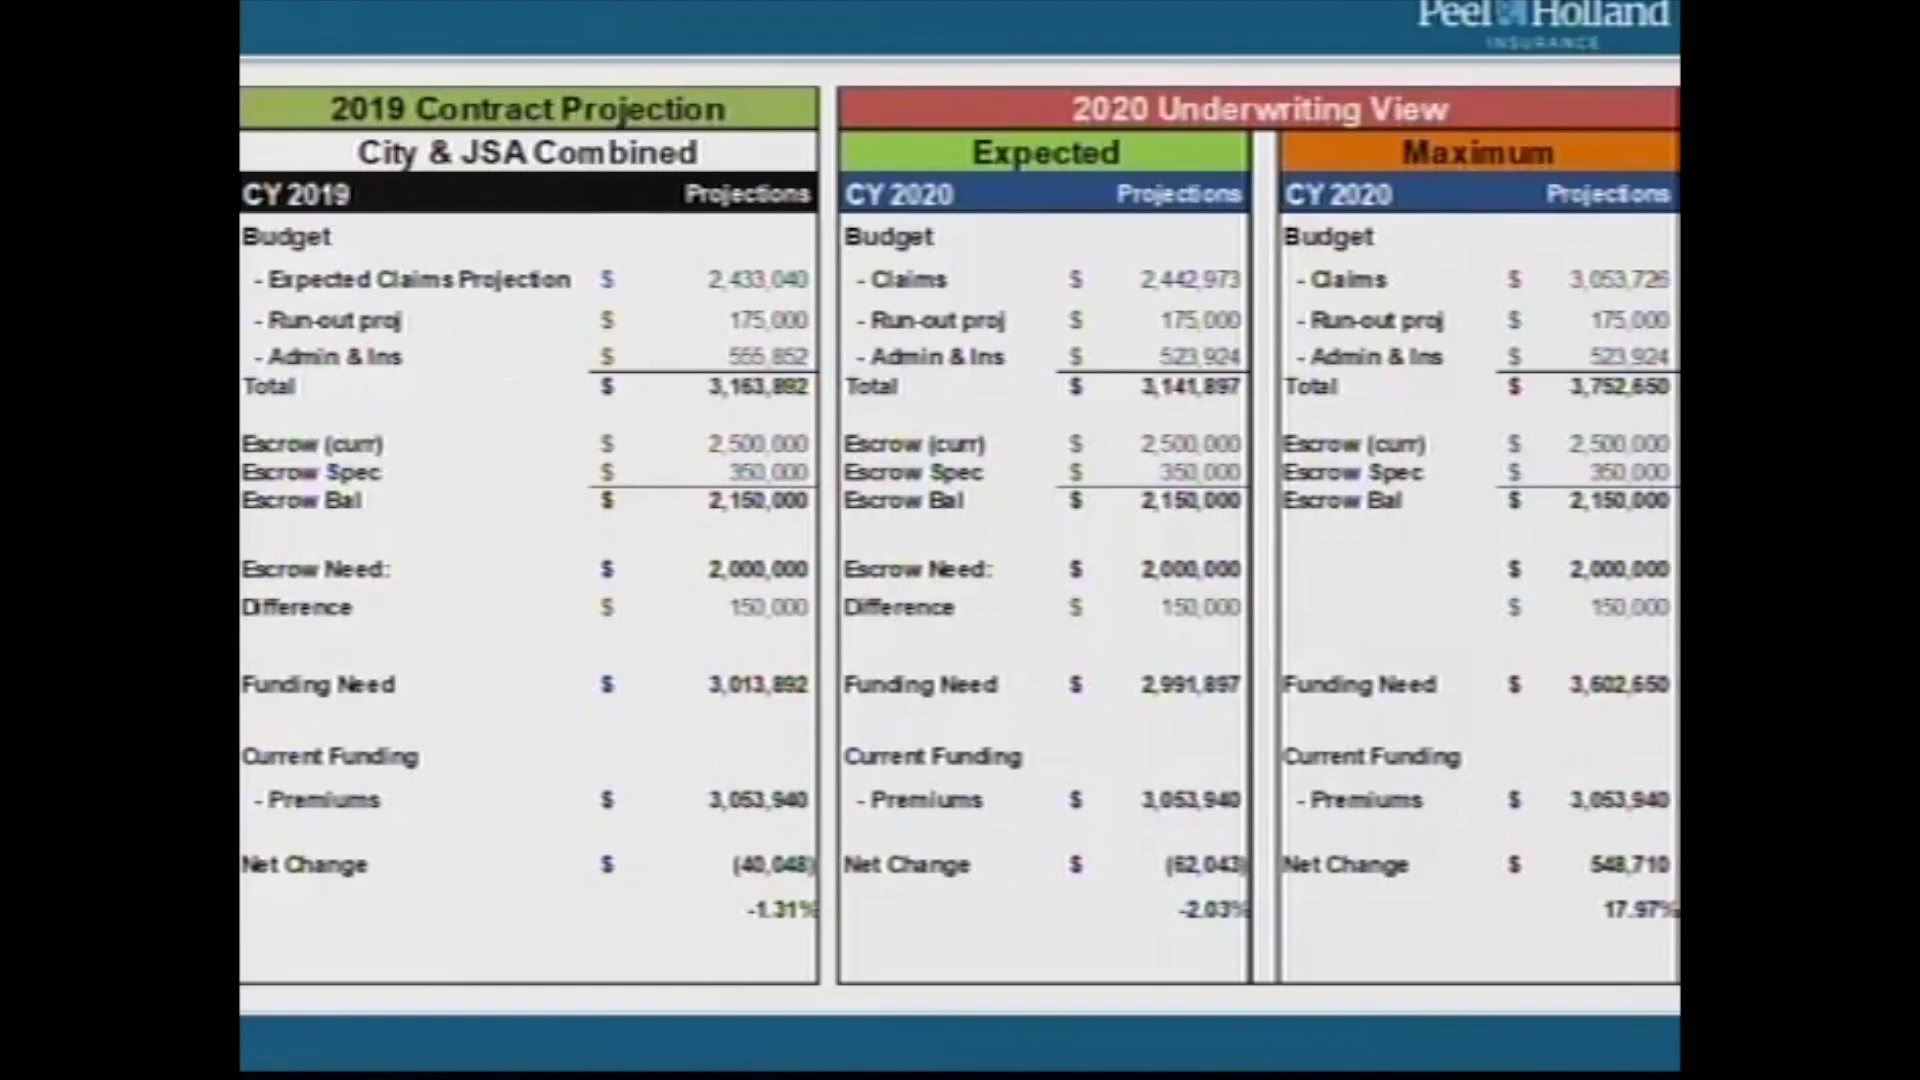 Peel Holland
INSURANCE
2019 Contract Projection
City & JSA Combined
CY 2019 Projections
Budget
- Expected Claims Projection $ 2,433,040
- Run-out proj $ 175,000
- Admin & Ins $ 555,852
Total $ 3,163,892
Escrow (curr) $ 2,500,000
Escrow Spec $ 350,000
Escrow Bal $ 2,150,000
Escrow Need: $ 2,000,000
Difference $ 150,000
Funding Need $ 3,013,892
Current Funding
- Premiums $ 3,053,940
Net Change $ (40,048)
-1.31%
2020 Underwriting View
Expected
CY 2020 Projections
Budget
- Claims $ 2,442,973
- Run-out proj $ 175,000
- Admin & Ins $ 523,924
Total $ 3,141,897
Escrow (curr) $ 2,500,000
Escrow Spec $ 350,000
Escrow Bal $ 2,150,000
Escrow Need: $ 2,000,000
Difference $ 150,000
Funding Need $ 2,991,897
Current Funding
- Premiums $ 3,053,940
Net Change $ (62,043)
-2.03%
Maximum
CY 2020 Projections
Budget
- Claims $ 3,053,726
- Run-out proj $ 175,000
- Admin & Ins $ 523,924
Total $ 3,752,650
Escrow (curr) $ 2,500,000
Escrow Spec $ 350,000
Escrow Bal $ 2,150,000
$ 2,000,000
$ 150,000
Funding Need $ 3,602,650
Current Funding
- Premiums $ 3,053,940
Net Change $ 548,710
17.97%